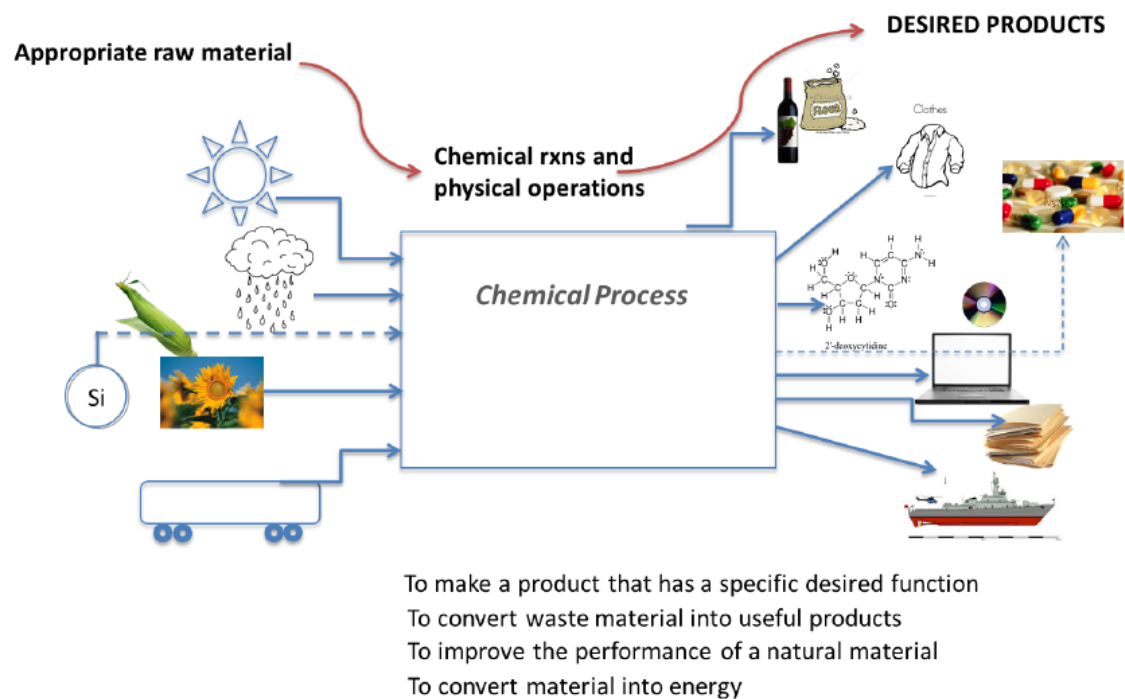 DESIRED PRODUCTS
Appropriate raw material
Chemical rxns and
physical operations
FLOUR
Clothes
Chemical Process
Si
H
H
H
O
H
C
C
C
N
H
H
C
H
O
C
N
N
C
C
C
C
H
H
O
O
C
C
H
H
H
H
2'-deoxycytidine
To make a product that has a specific desired function
To convert waste material into useful products
To improve the performance of a natural material
To convert material into energy